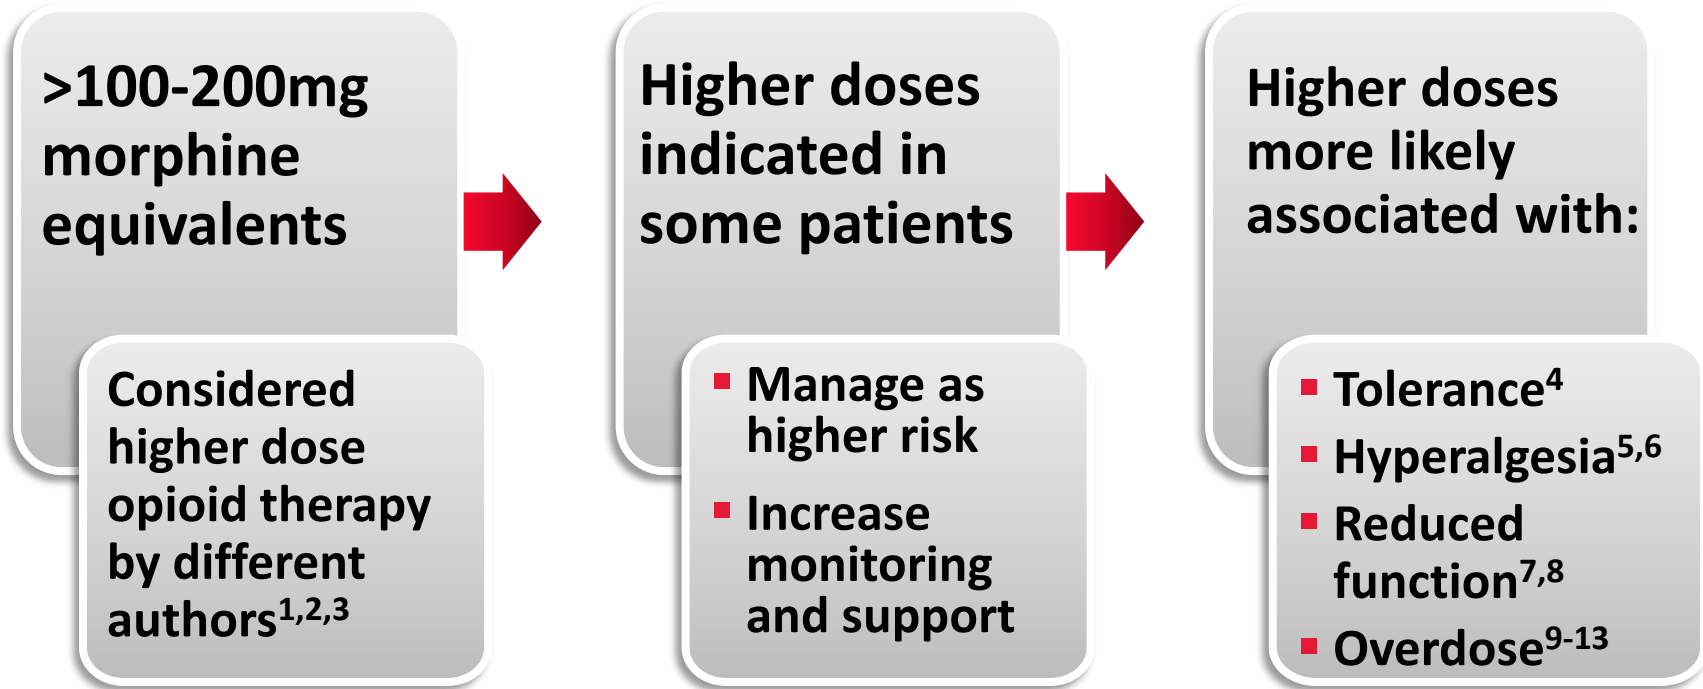 >100-200mg
morphine
equivalents
Considered
higher dose
opioid therapy
by different
authors1,2,3
Higher doses
indicated in
some patients
▪ Manage as
higher risk
▪ Increase
monitoring
and support
Higher doses
more likely
associated with:
▪ Tolerance4
▪ Hyperalgesia5,6
▪ Reduced
function7,8
▪ Overdose9-13